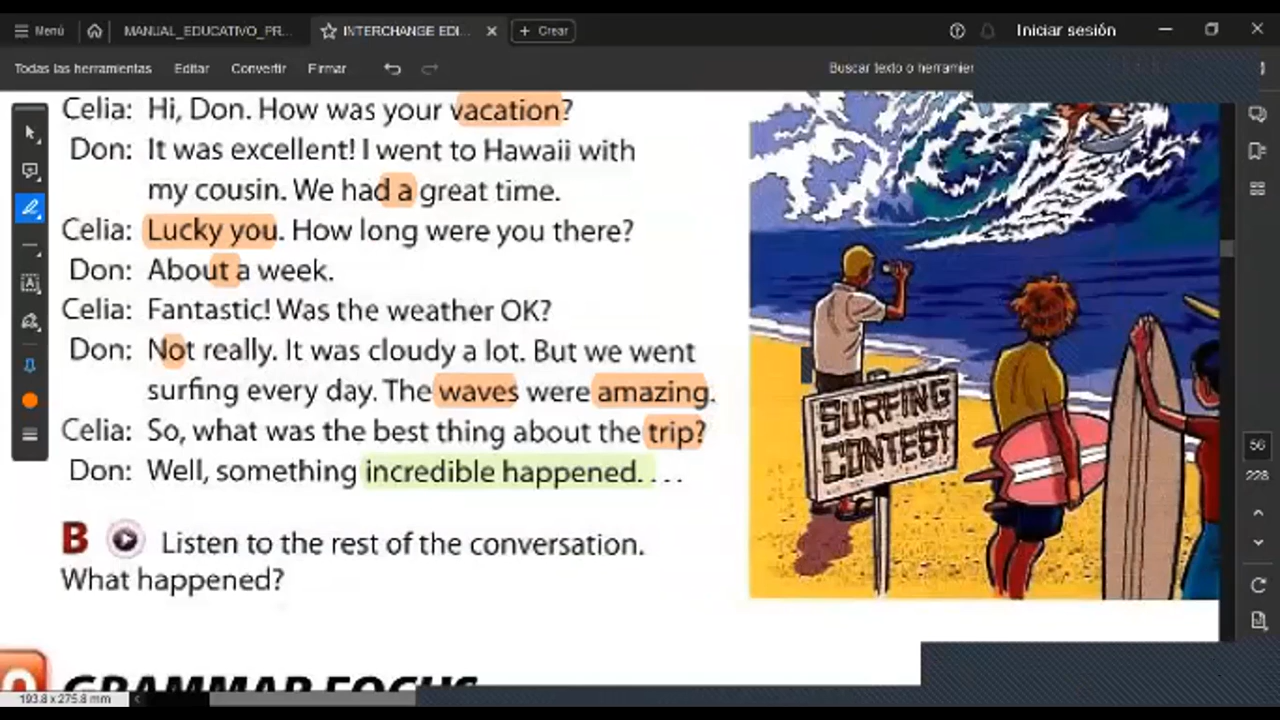 Menú
MANUAL_EDUCATIVO_PR...
INTERCHANGE EDI...
Crear
Iniciar sesión
Todas las herramientas
Editar
Convertir
Firmar
Buscar texto o herramien
Celia: Hi, Don. How was your vacation?
Don: It was excellent! I went to Hawaii with
my cousin. We had a great time.
Celia: Lucky you. How long were you there?
Don: About a week.
Celia: Fantastic! Was the weather OK?
Don: Not really. It was cloudy a lot. But we went
surfing every day. The waves were amazing.
Celia: So, what was the best thing about the trip?
Don: Well, something incredible happened. . . .
B Listen to the rest of the conversation.
What happened?
SURFING
CONTEST
56
228
GRAMMAR FOCUS
193.8 x 275.8 mm